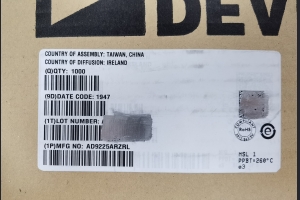 DEV
COUNTRY OF ASSEMBLY: TAIWAN, CHINA
COUNTRY OF DIFFUSION: IRELAND
(Q)QTY: 1000
(9D)DATE CODE: 1947
(1T)LOT NUMBER:
(1P)MFG NO: AD9225ARZRL
RoHS
MSL 1
PPBT=260°C
e3